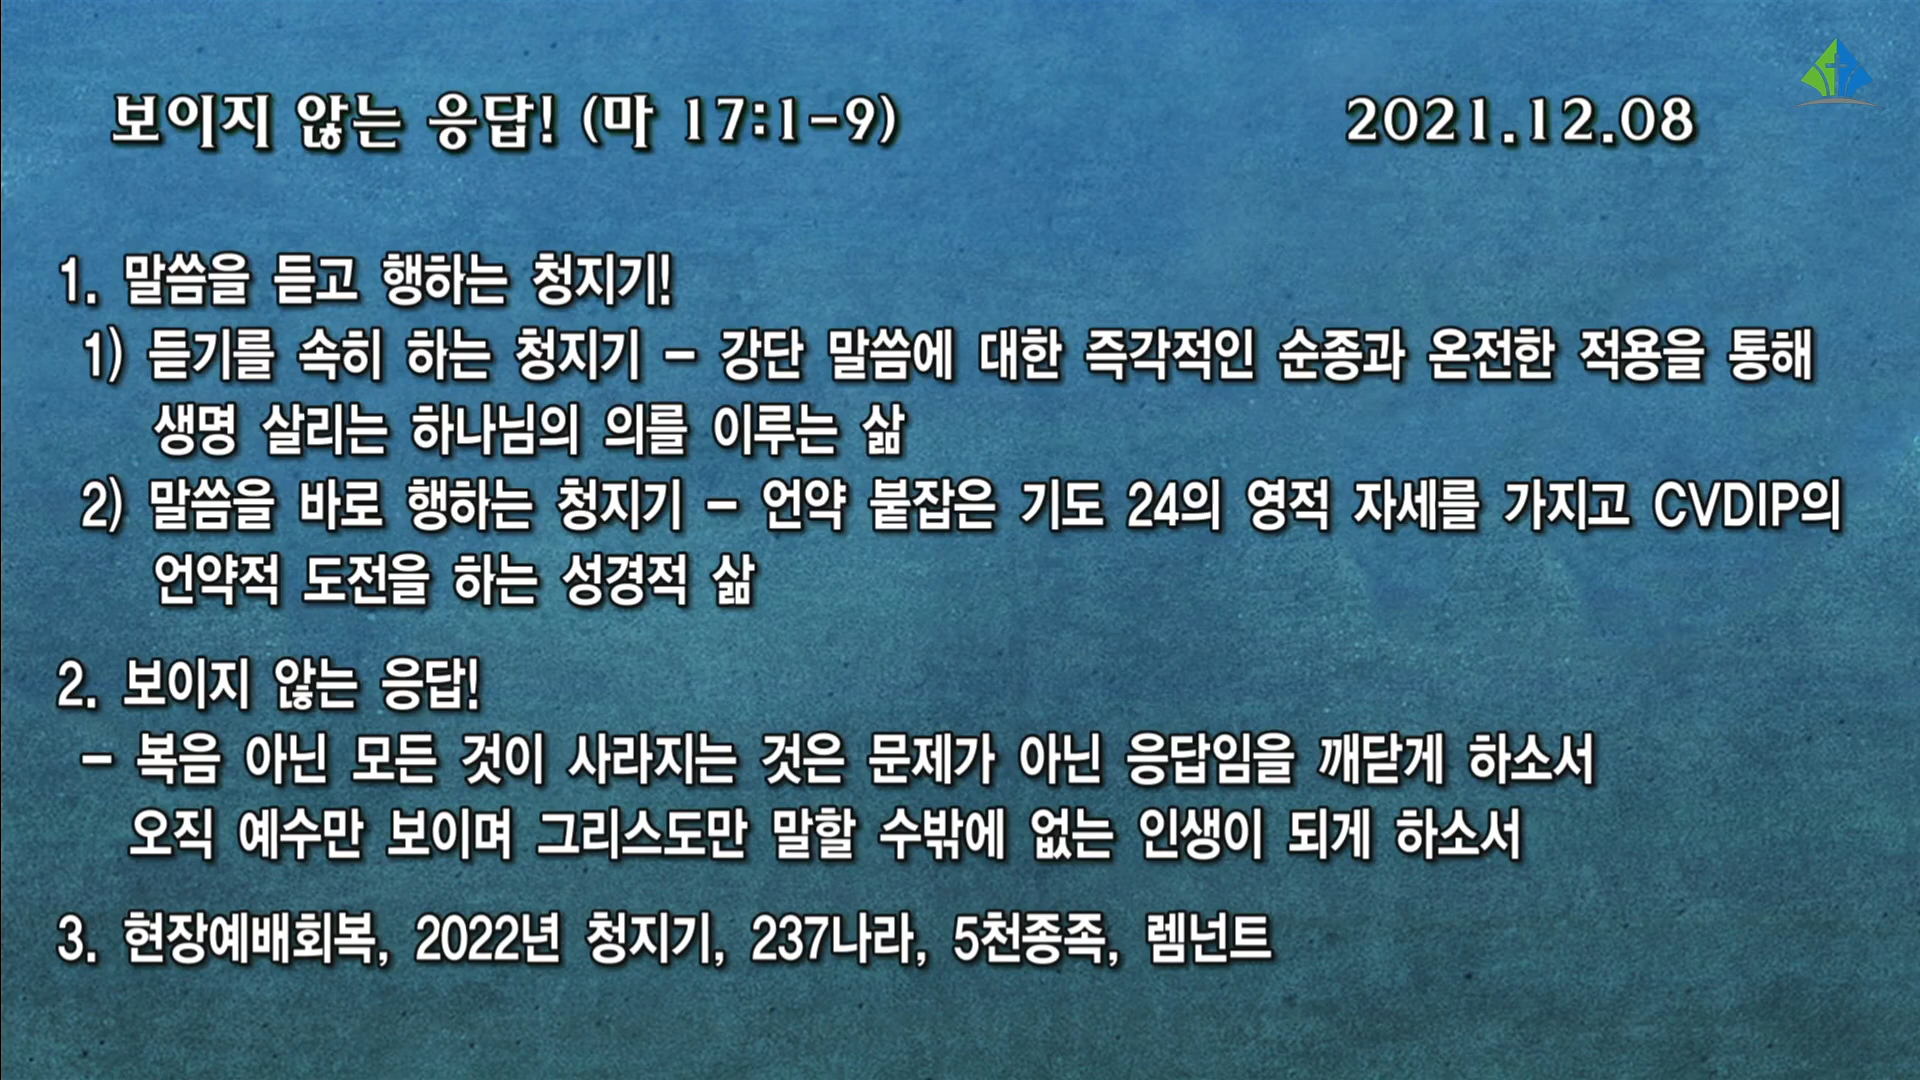 보이지 않는 응답! (마 17:1-9) 2021.12.08
1. 말씀을 듣고 행하는 청지기!
1) 듣기를 속히 하는 청지기 - 강단 말씀에 대한 즉각적인 순종과 온전한 적용을 통해
생명 살리는 하나님의 의를 이루는 삶
2) 말씀을 바로 행하는 청지기 - 언약 붙잡은 기도 24의 영적 자세를 가지고 CVDIP의
언약적 도전을 하는 성경적 삶
2. 보이지 않는 응답!
- 복음 아닌 모든 것이 사라지는 것은 문제가 아닌 응답임을 깨닫게 하소서
오직 예수만 보이며 그리스도만 말할 수밖에 없는 인생이 되게 하소서
3. 현장예배회복, 2022년 청지기, 237나라, 5천종족, 렘넌트